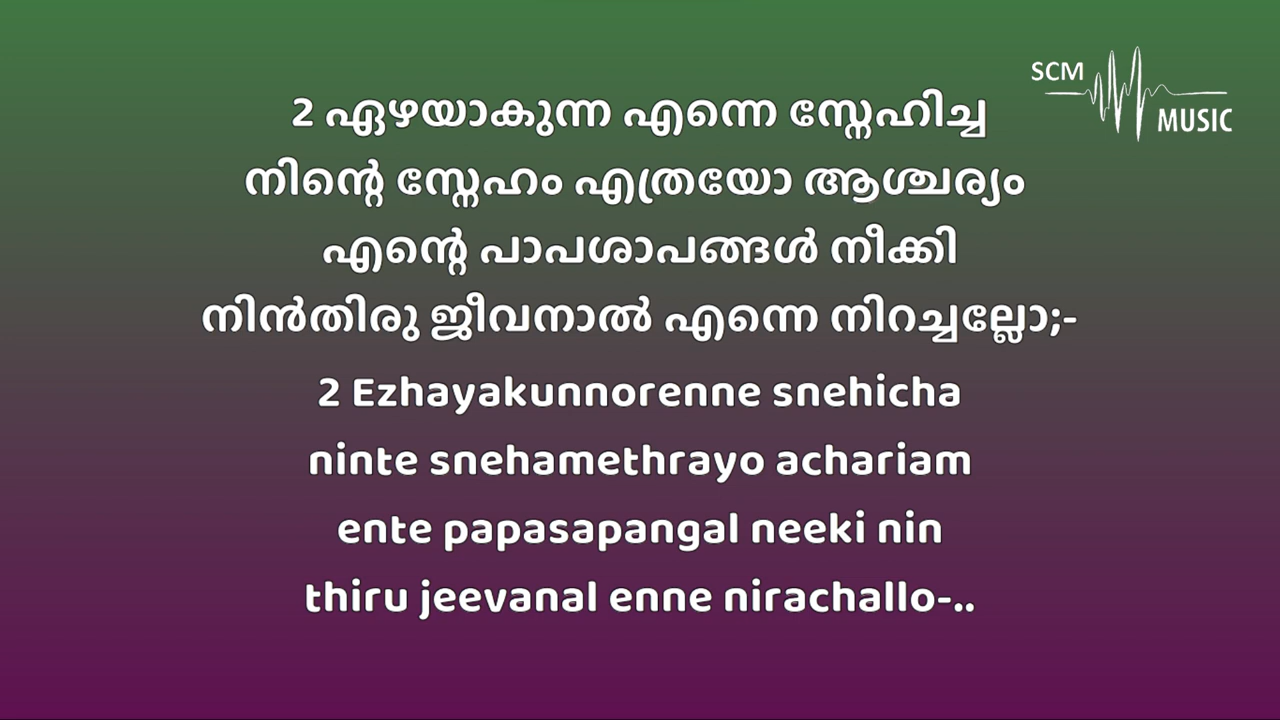 SCM
MUSIC
2 ഏഴയാകുന്ന എന്നെ സ്നേഹിച്ച
നിന്റെ സ്നേഹം എത്രയോ ആശ്ചര്യം
എന്റെ പാപശാപങ്ങൾ നീക്കി
നിൻതിരു ജീവനാൽ എന്നെ നിറച്ചല്ലോ;-
2 Ezhayakunnorenne snehicha
ninte snehamethrayo achariam
ente papasapangal neeki nin
thiru jeevanal enne nirachallo-..